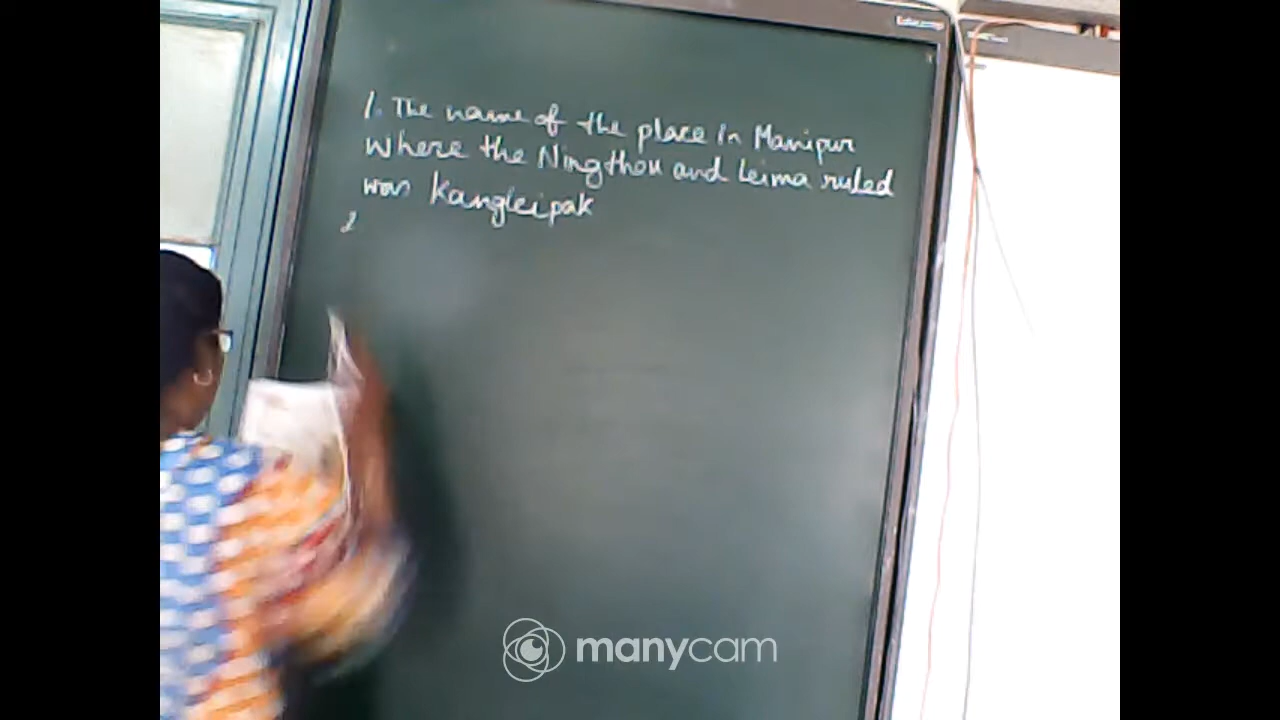 1. The name of the place in Manipur
where the Ningthou and Leima ruled
was Kangleipak
2
manycam